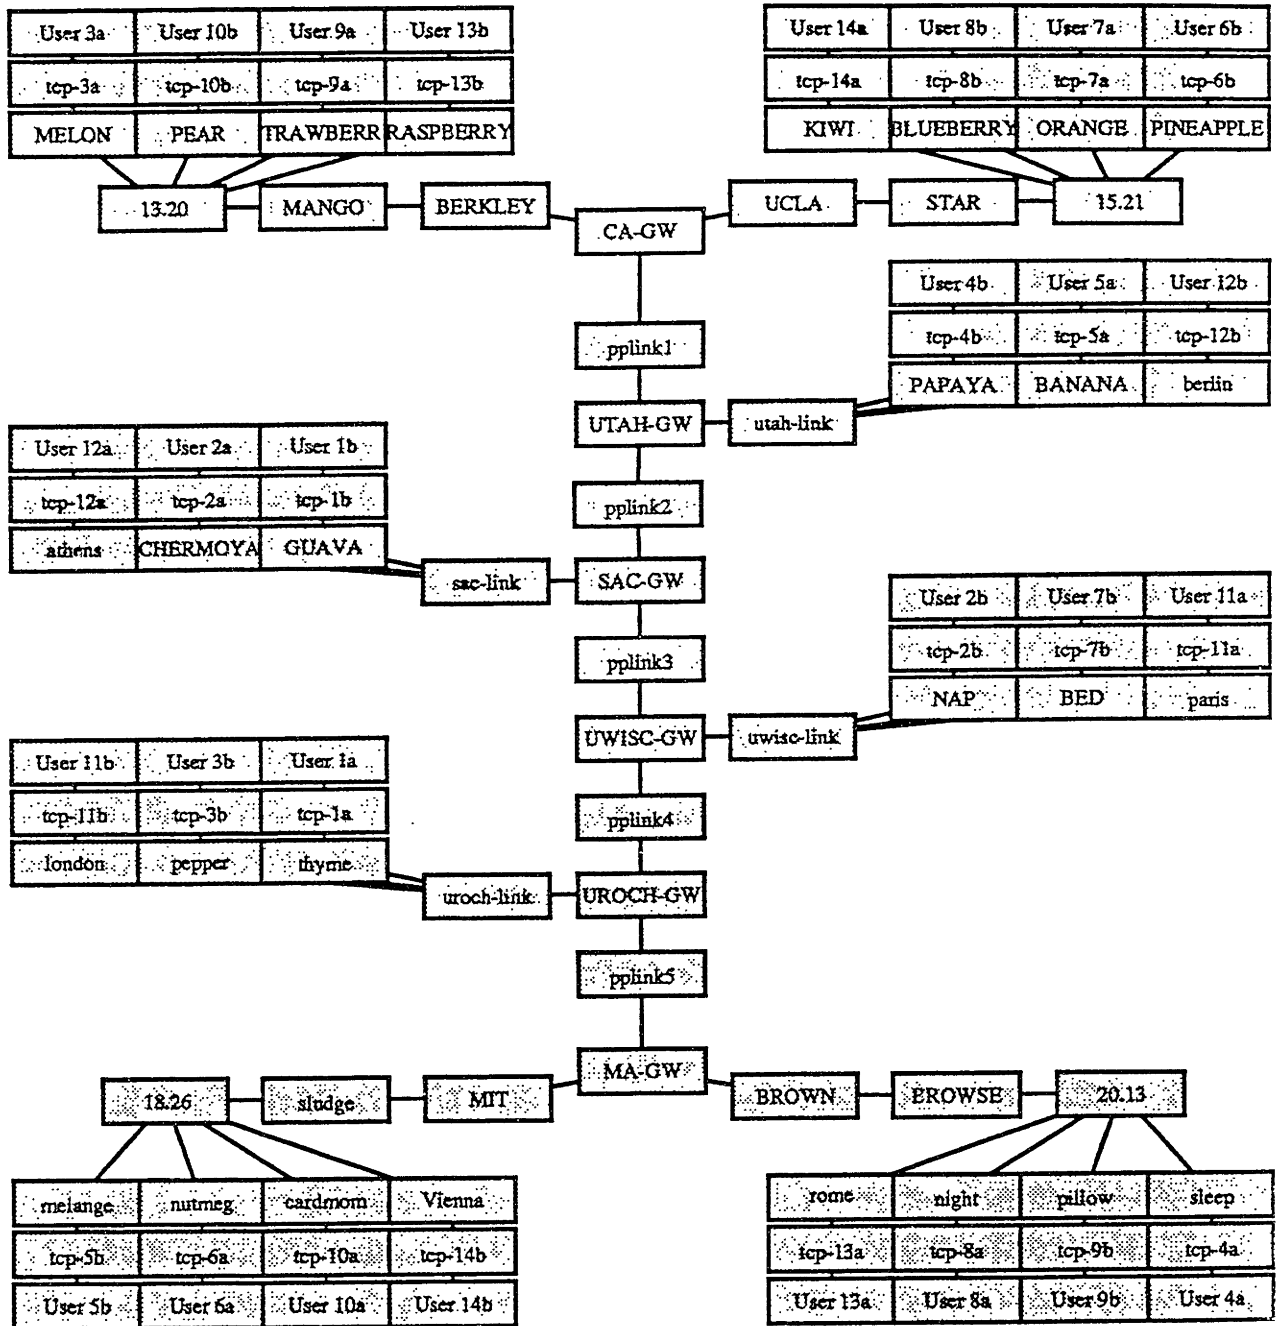 User 3a User 10b User 9a User 13b
tcp-3a tcp-10b tcp-9a tcp-13b
MELON PEAR TRAWBERR RASPBERRY
13.20 MANGO BERKLEY
User 14a User 8b User 7a User 6b
tcp-14a tcp-8b tcp-7a tcp-6b
KIWI BLUEBERRY ORANGE PINEAPPLE
UCLA STAR 15.21
CA-GW
pplink1
User 4b User 5a User 12b
tcp-4b tcp-5a tcp-12b
PAPAYA BANANA berlin
UTAH-GW utah-link
User 12a User 2a User 1b
tcp-12a tcp-2a tcp-1b
athens CHERMOYA GUAVA
pplink2
sac-link SAC-GW
pplink3
User 2b User 7b User 11a
tcp-2b tcp-7b tcp-11a
NAP BED paris
UWISC-GW uwisc-link
User 11b User 3b User 1a
tcp-11b tcp-3b tcp-1a
london pepper thyme
pplink4
uroch-link UROCH-GW
pplink5
MA-GW
18.26 sludge MIT
BROWN BROWSE 20.13
melange nutmeg cardmom Vienna
tcp-5b tcp-6a tcp-10a tcp-14b
User 5b User 6a User 10a User 14b
rome night pillow sleep
tcp-13a tcp-8a tcp-9b tcp-4a
User 13a User 8a User 9b User 4a